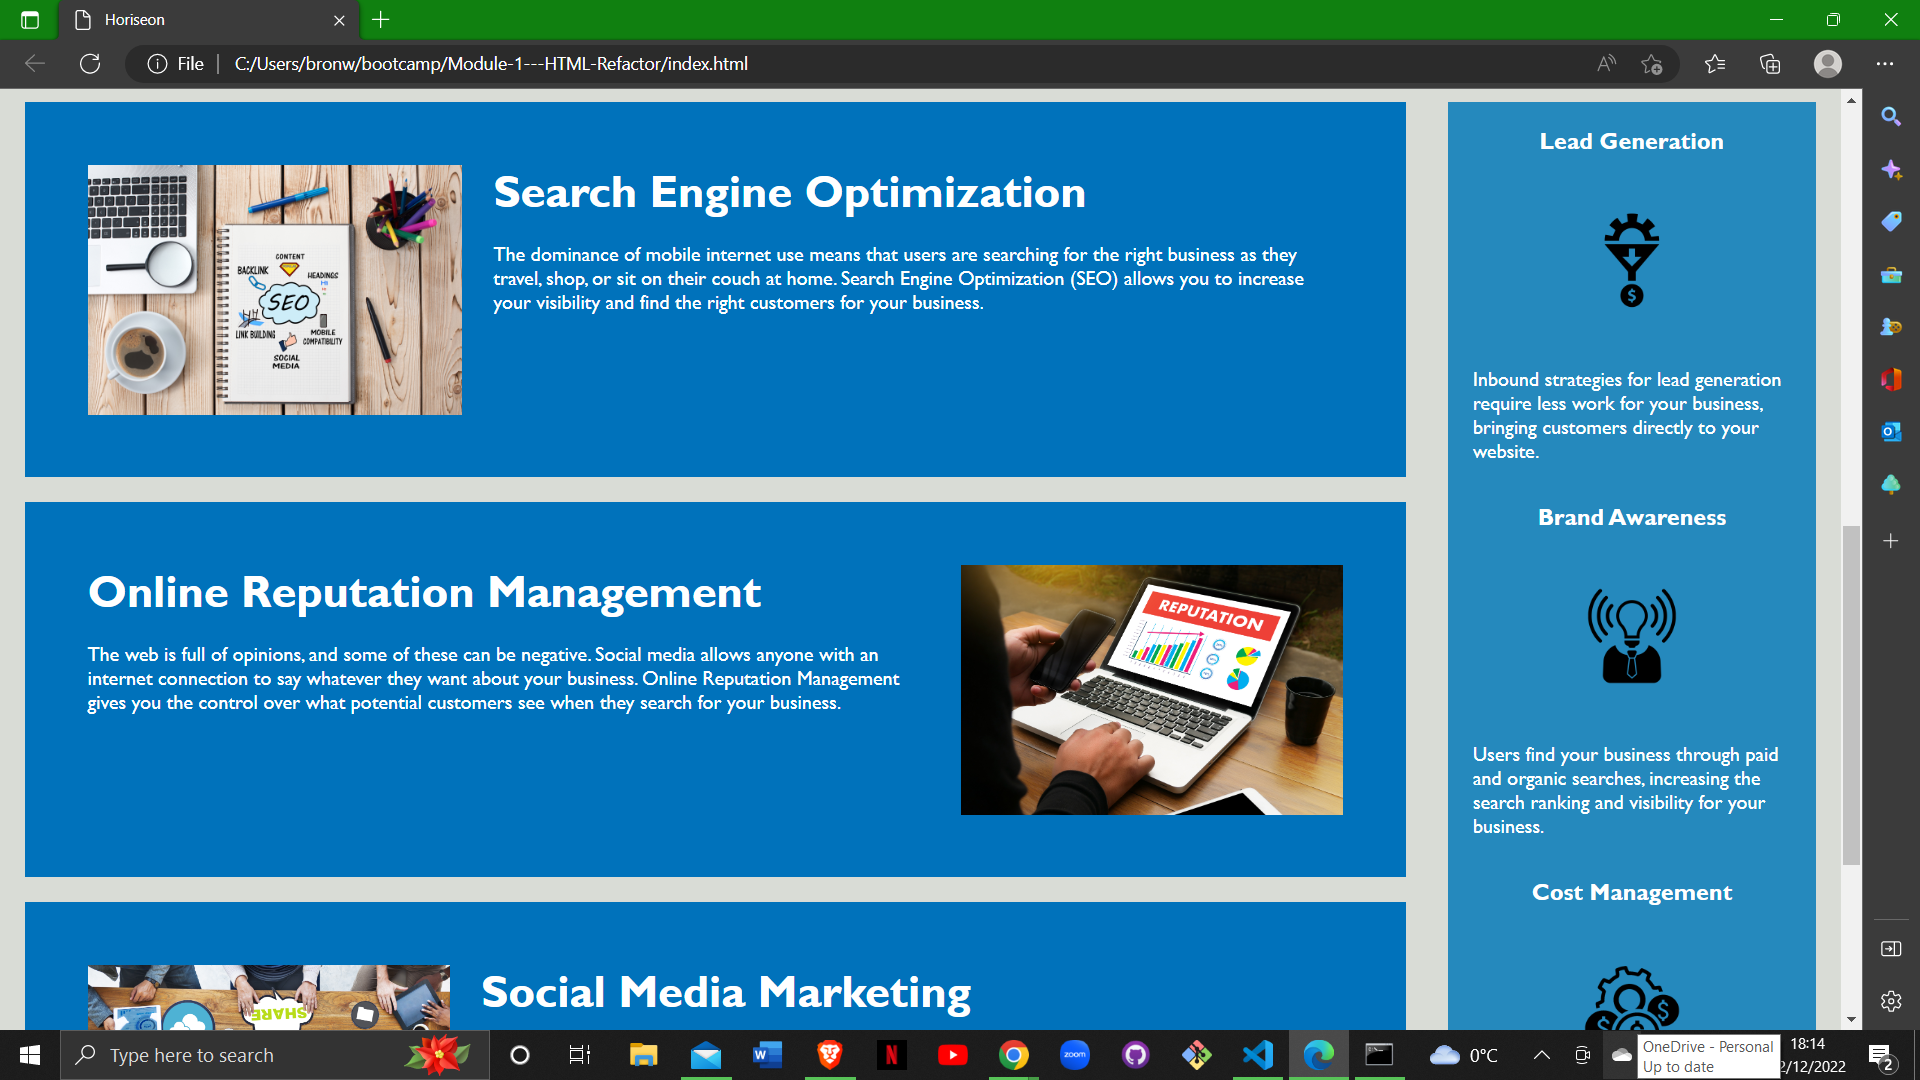 Horiseon
File
C:/Users/bronw/bootcamp/Module-1---HTML-Refactor/index.html
Search Engine Optimization
The dominance of mobile internet use means that users are searching for the right business as they
travel, shop, or sit on their couch at home. Search Engine Optimization (SEO) allows you to increase
your visibility and find the right customers for your business.
CONTENT
BACKLINK
HEADINGS
SEO
LINK BUILDING
MOBILE
COMPATIBILITY
SOCIAL
MEDIA
Online Reputation Management
The web is full of opinions, and some of these can be negative. Social media allows anyone with an
internet connection to say whatever they want about your business. Online Reputation Management
gives you the control over what potential customers see when they search for your business.
REPUTATION
Social Media Marketing
SHARE
Lead Generation
Inbound strategies for lead generation
require less work for your business,
bringing customers directly to your
website.
Brand Awareness
Users find your business through paid
and organic searches, increasing the
search ranking and visibility for your
business.
Cost Management
Type here to search
zoom
0°C
OneDrive - Personal
Up to date
18:14
2/12/2022
2